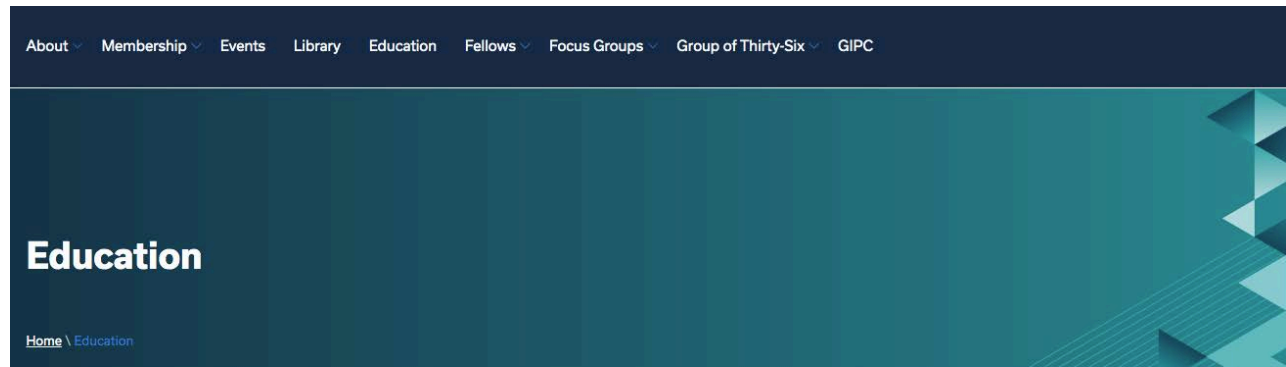 About Membership Events Library Education Fellows Focus Groups Group of Thirty-Six GIPC
Education
Home \ Education